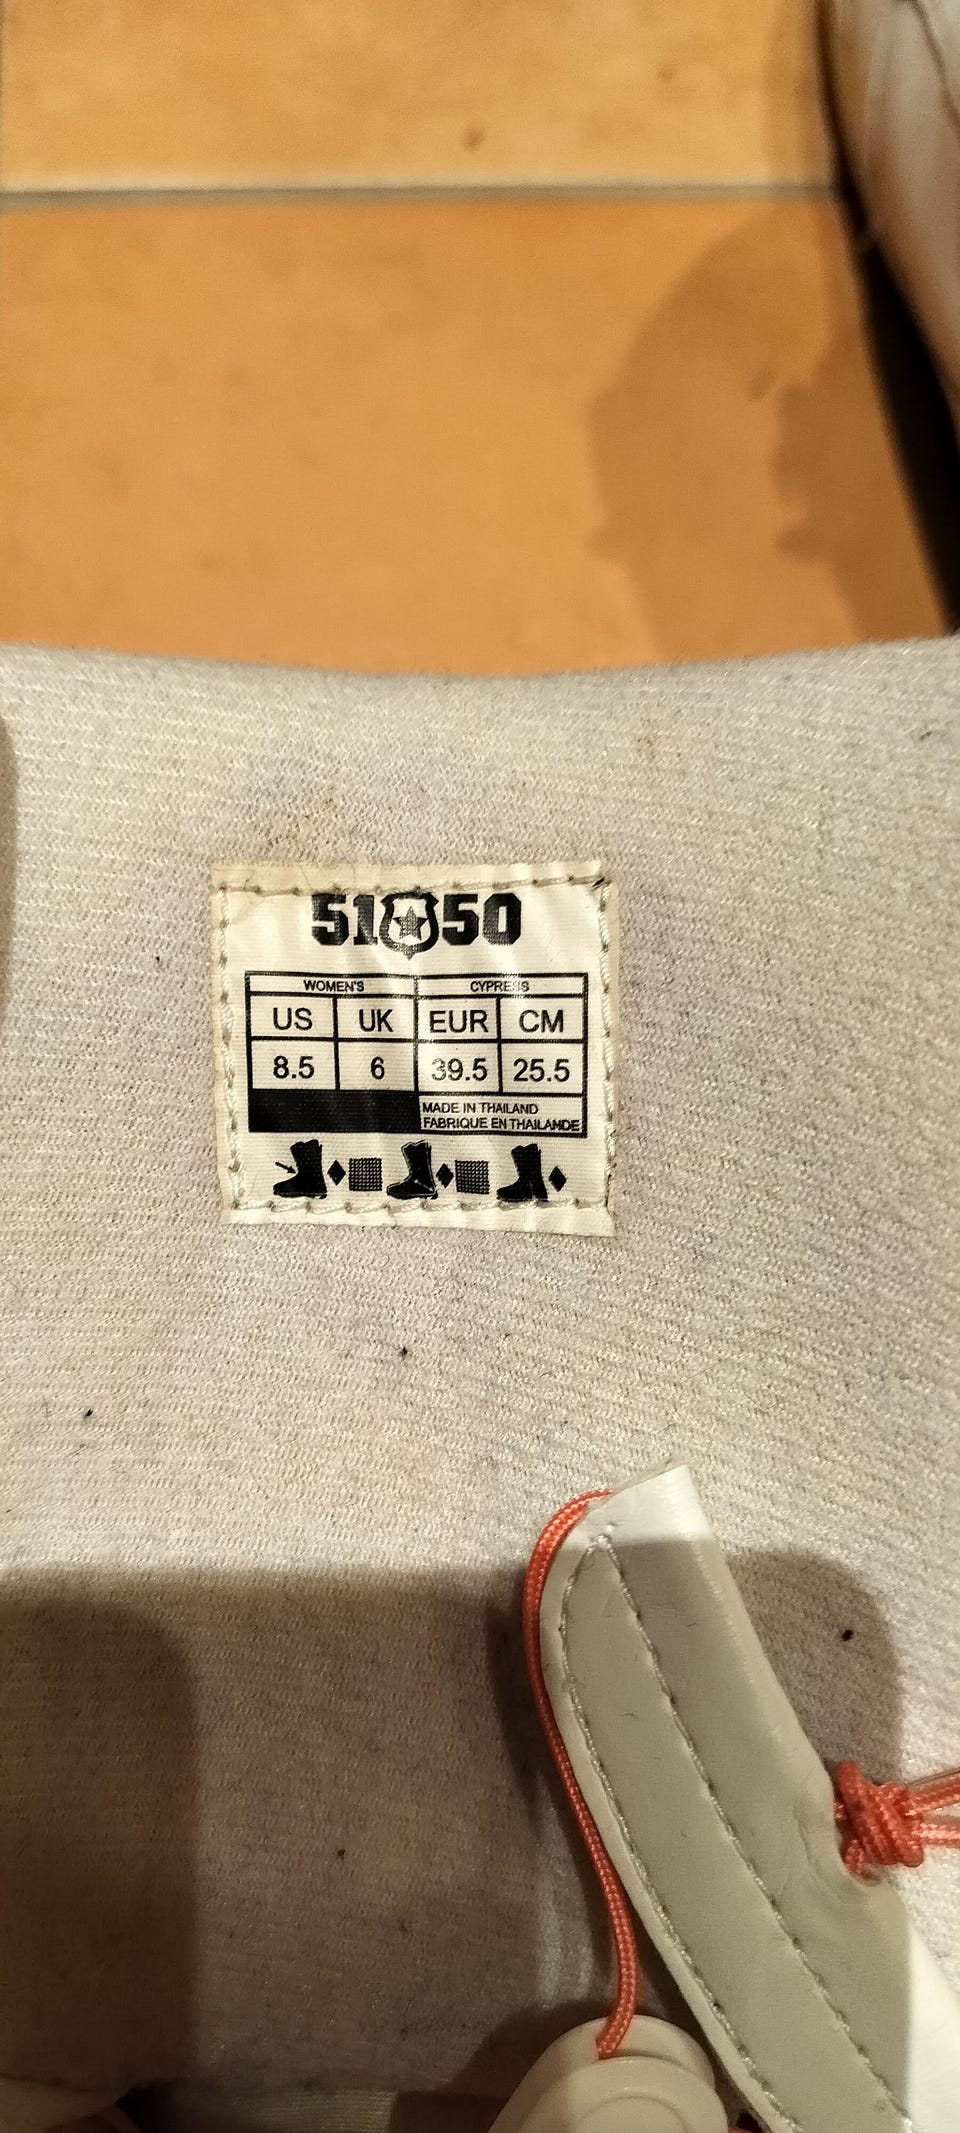 51 50
WOMEN'S CYPRESS
US UK EUR CM
8.5 6 39.5 25.5
MADE IN THAILAND
FABRIQUE EN THAILANDE